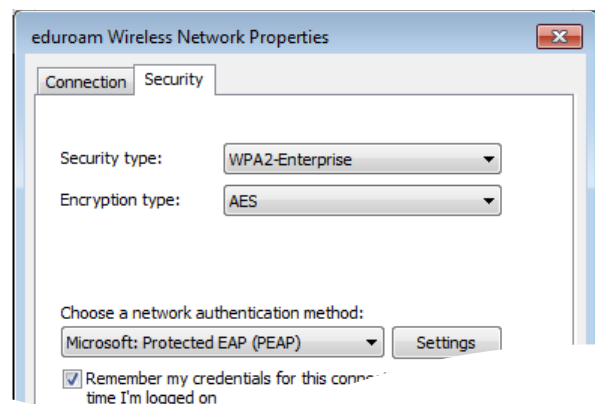 eduroam Wireless Network Properties
Connection Security
Security type: WPA2-Enterprise
Encryption type: AES
Choose a network authentication method:
Microsoft: Protected EAP (PEAP) Settings
Remember my credentials for this
time I'm logged on